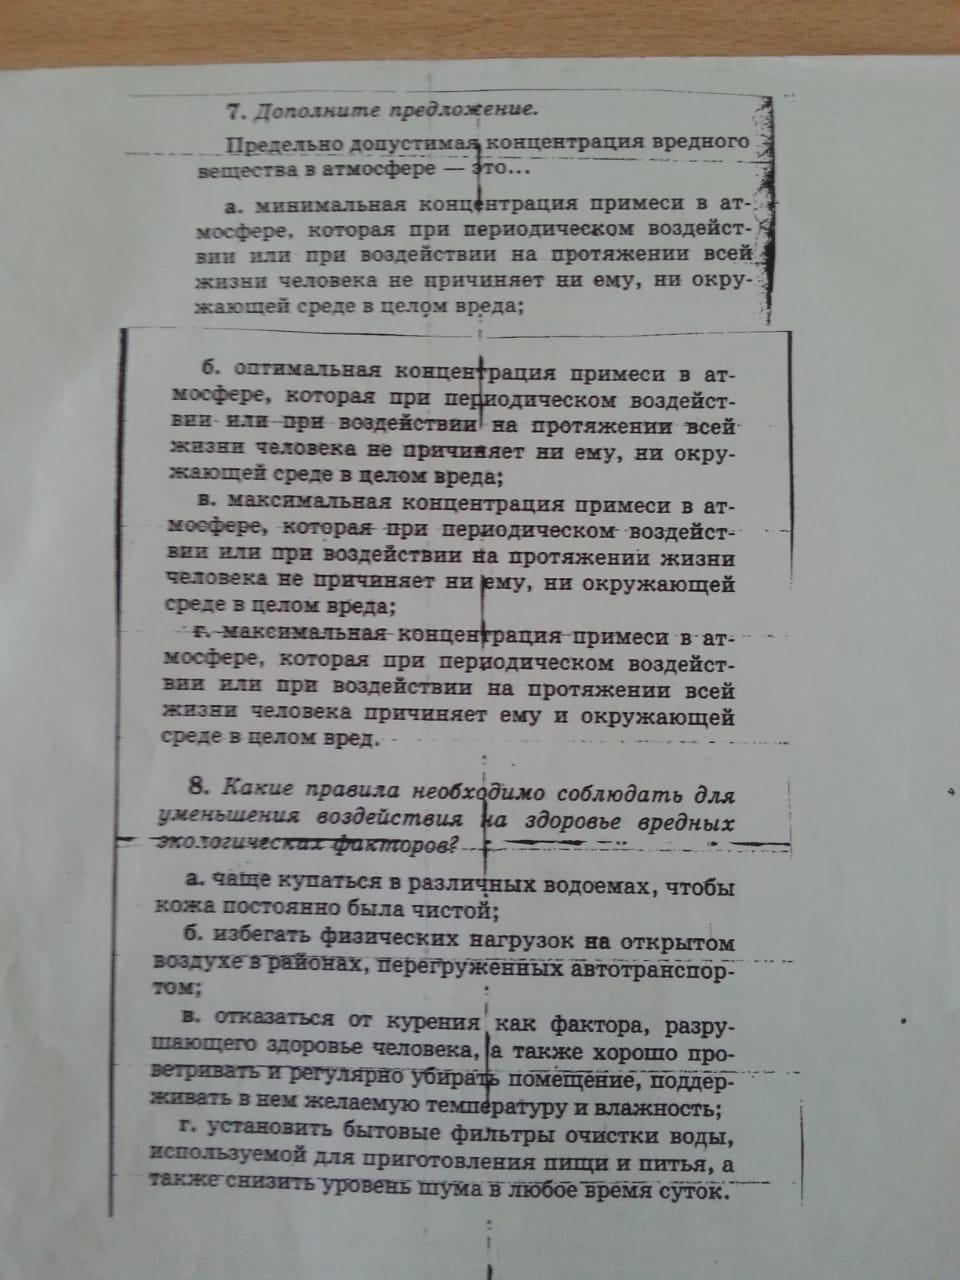 7. Дополните предложение.
Предельно допустимая концентрация вредного
вещества в атмосфере — это...
а. минимальная концентрация примеси в ат-
мосфере, которая при периодическом воздейст-
вии или при воздействии на протяжении всей
жизни человека не причиняет ни ему, ни окру-
жающей среде в целом вреда;
б. оптимальная концентрация примеси в ат-
мосфере, которая при периодическом воздейст-
вии или при воздействии на протяжении всей
жизни человека не причиняет ни ему, ни окру-
жающей среде в целом вреда;
в. максимальная концентрация примеси в ат-
мосфере, которая при периодическом воздейст-
вии или при воздействии на протяжении жизни
человека не причиняет ни ему, ни окружающей
среде в целом вреда;
г. максимальная концентрация примеси в ат-
мосфере, которая при периодическом воздейст-
вии или при воздействии на протяжении всей
жизни человека причиняет ему и окружающей
среде в целом вред.
8. Какие правила необходимо соблюдать для
уменьшения воздействия на здоровье вредных
экологических факторов?
а. чаще купаться в различных водоемах, чтобы
кожа постоянно была чистой;
б. избегать физических нагрузок на открытом
воздухе в районах, перегруженных автотранспор-
том;
в. отказаться от курения как фактора, разру-
шающего здоровье человека, а также хорошо про-
ветривать и регулярно убирать помещение, поддер-
живать в нем желаемую температуру и влажность;
г. установить бытовые фильтры очистки воды,
используемой для приготовления пищи и питья, а
также снизить уровень шума в любое время суток.